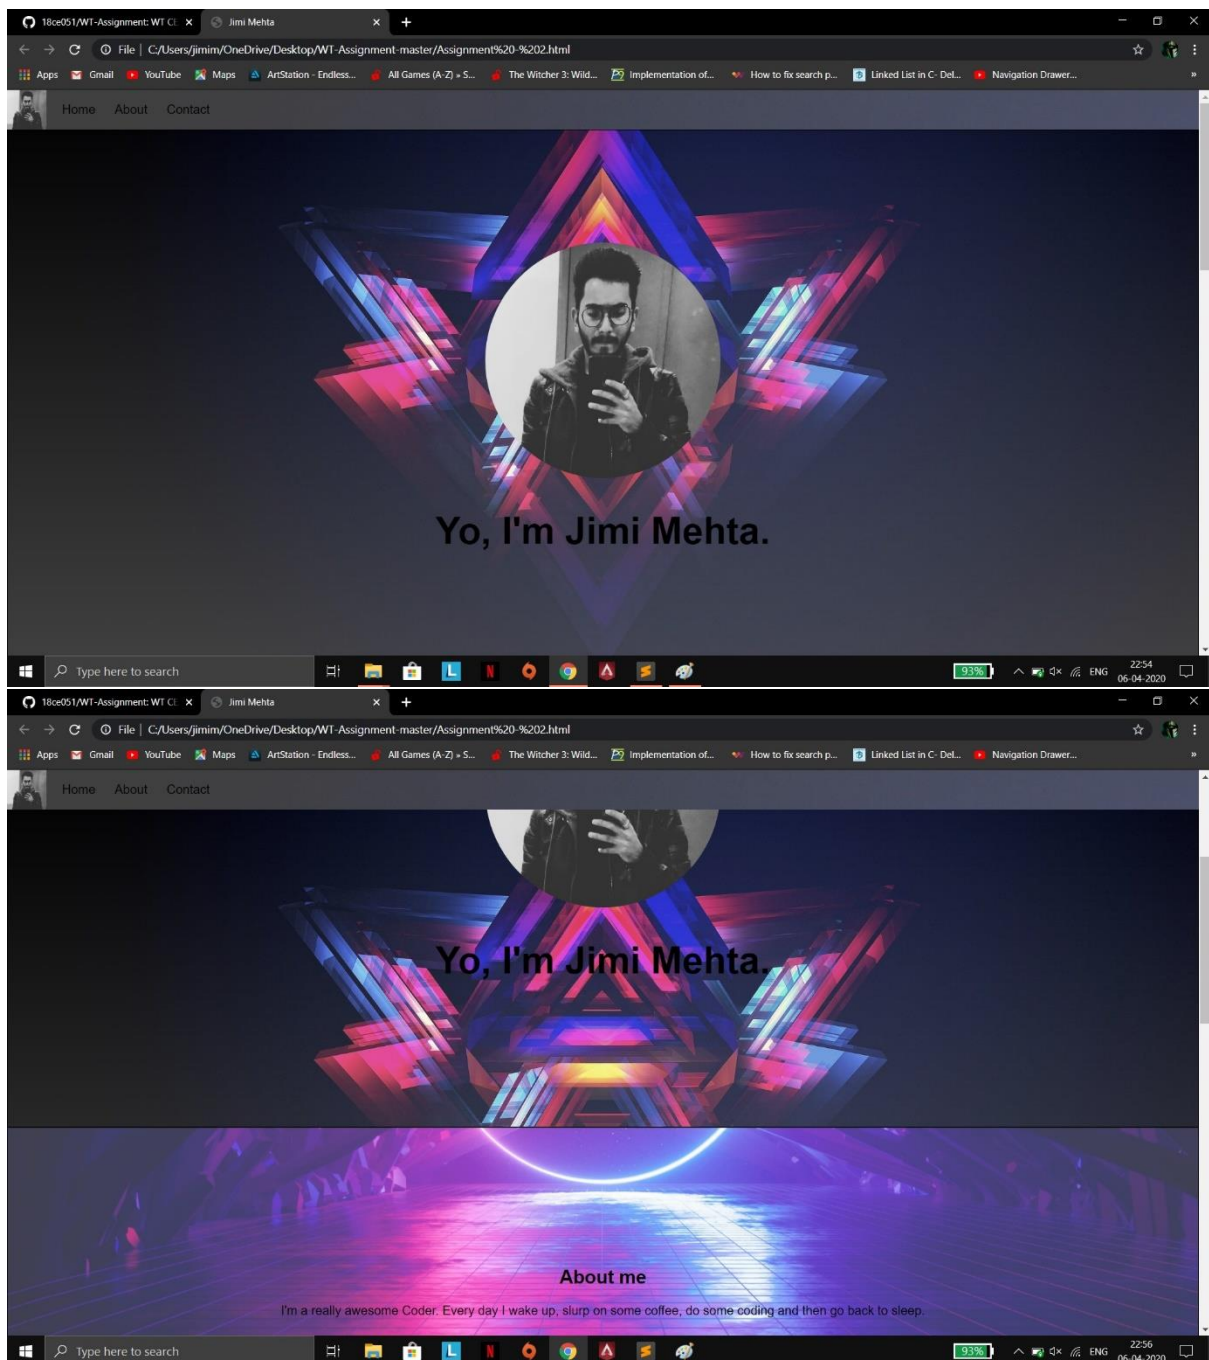 18ce051/WT-Assignment: WT CE
Jimi Mehta
File | C:/Users/jimim/OneDrive/Desktop/WT-Assignment-master/Assignment%20-%202.html
Apps Gmail YouTube Maps ArtStation - Endless... All Games (A-Z) » S... The Witcher 3: Wild... Implementation of... How to fix search p... Linked List in C- Del... Navigation Drawer... »
Home About Contact
Yo, I'm Jimi Mehta.
Type here to search
93% ENG 22:54
06-04-2020
18ce051/WT-Assignment: WT CE
Jimi Mehta
File | C:/Users/jimim/OneDrive/Desktop/WT-Assignment-master/Assignment%20-%202.html
Apps Gmail YouTube Maps ArtStation - Endless... All Games (A-Z) » S... The Witcher 3: Wild... Implementation of... How to fix search p... Linked List in C- Del... Navigation Drawer... »
Home About Contact
Yo, I'm Jimi Mehta.
About me
I'm a really awesome Coder. Every day I wake up, slurp on some coffee, do some coding and then go back to sleep.
Type here to search
93% ENG 22:56
06-04-2020